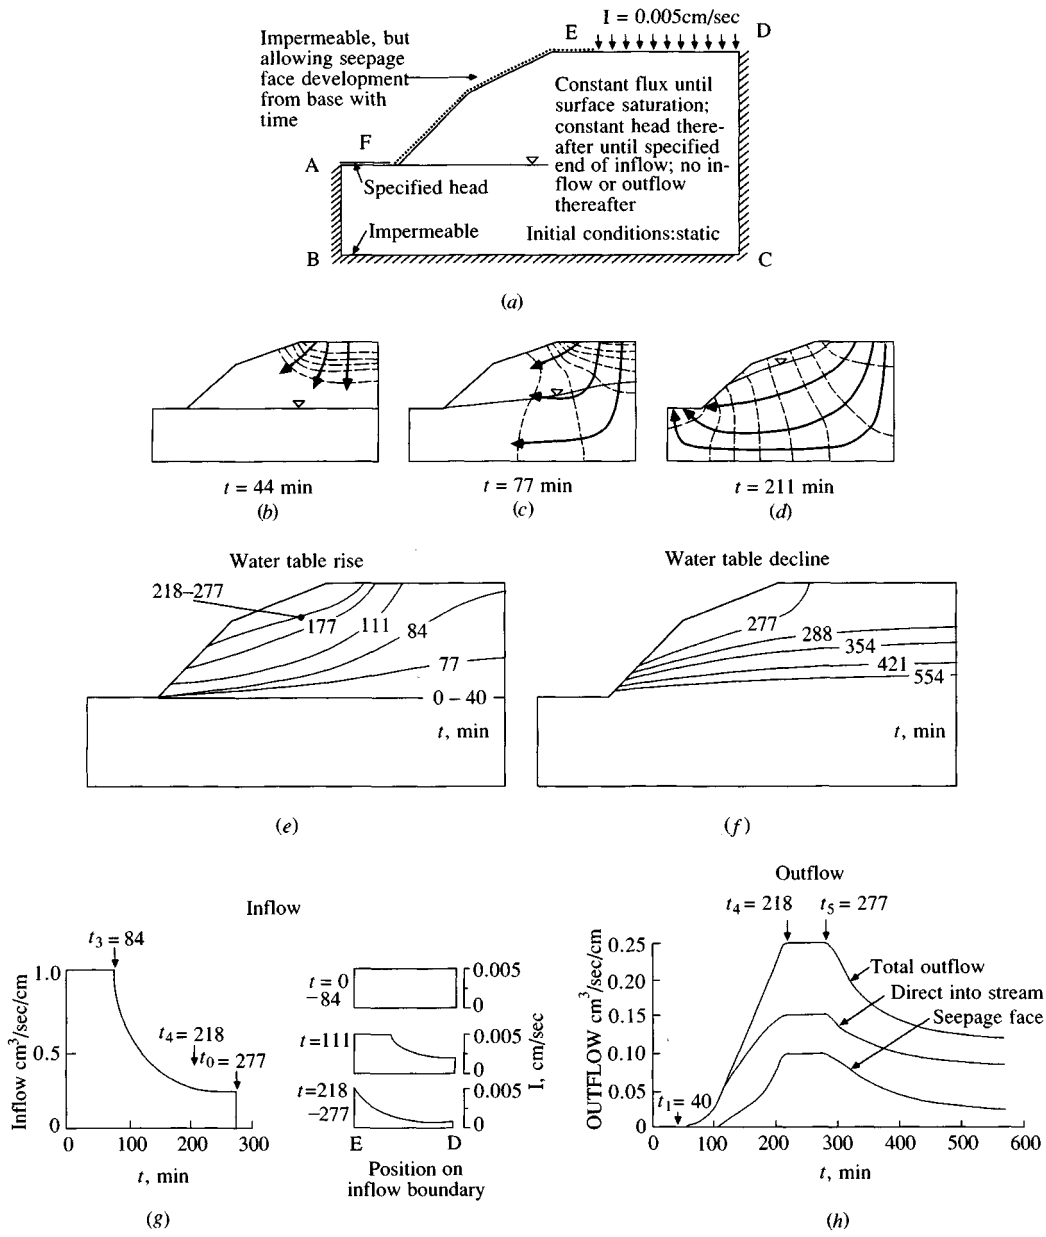 I = 0.005cm/sec
E
D
Impermeable, but
allowing seepage
face development
from base with
time
Constant flux until
surface saturation;
constant head there-
after until specified
end of inflow; no in-
flow or outflow
thereafter
F
A
Specified head
Impermeable
Initial conditions:static
B
C
(a)
t = 44 min
(b)
t = 77 min
(c)
t = 211 min
(d)
Water table rise
218–277
177
111
84
77
0 – 40
t, min
(e)
Water table decline
277
288
354
421
554
t, min
(f)
Inflow
t3 = 84
1.0
t4 = 218
t0 = 277
0.5
0
Inflow cm³/sec/cm
0
100
200
300
t, min
(g)
t = 0
–84
0.005
0
t=111
0.005
0
t=218
–277
0.005
0
I, cm/sec
E
D
Position on
inflow boundary
Outflow
t4 = 218
t5 = 277
0.25
0.15
0.10
0.05
0
OUTFLOW cm³/sec/cm
Total outflow
Direct into stream
Seepage face
t1 = 40
0
100
200
300
400
500
600
t, min
(h)